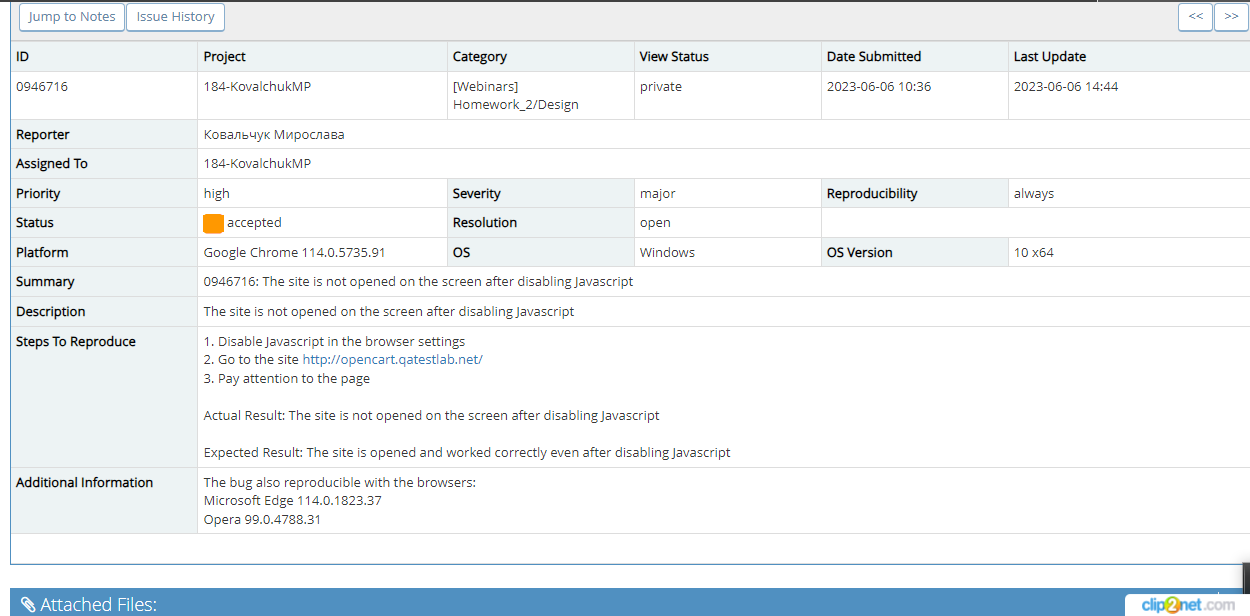 Jump to Notes Issue History << >>
ID Project Category View Status Date Submitted Last Update
0946716 184-KovalchukMP [Webinars] private 2023-06-06 10:36 2023-06-06 14:44
Homework_2/Design
Reporter Ковальчук Мирослава
Assigned To 184-KovalchukMP
Priority high Severity major Reproducibility always
Status accepted Resolution open
Platform Google Chrome 114.0.5735.91 OS Windows OS Version 10 x64
Summary 0946716: The site is not opened on the screen after disabling Javascript
Description The site is not opened on the screen after disabling Javascript
Steps To Reproduce 1. Disable Javascript in the browser settings
2. Go to the site http://opencart.qatestlab.net/
3. Pay attention to the page
Actual Result: The site is not opened on the screen after disabling Javascript
Expected Result: The site is opened and worked correctly even after disabling Javascript
Additional Information The bug also reproducible with the browsers:
Microsoft Edge 114.0.1823.37
Opera 99.0.4788.31
Attached Files:
clip2net.com